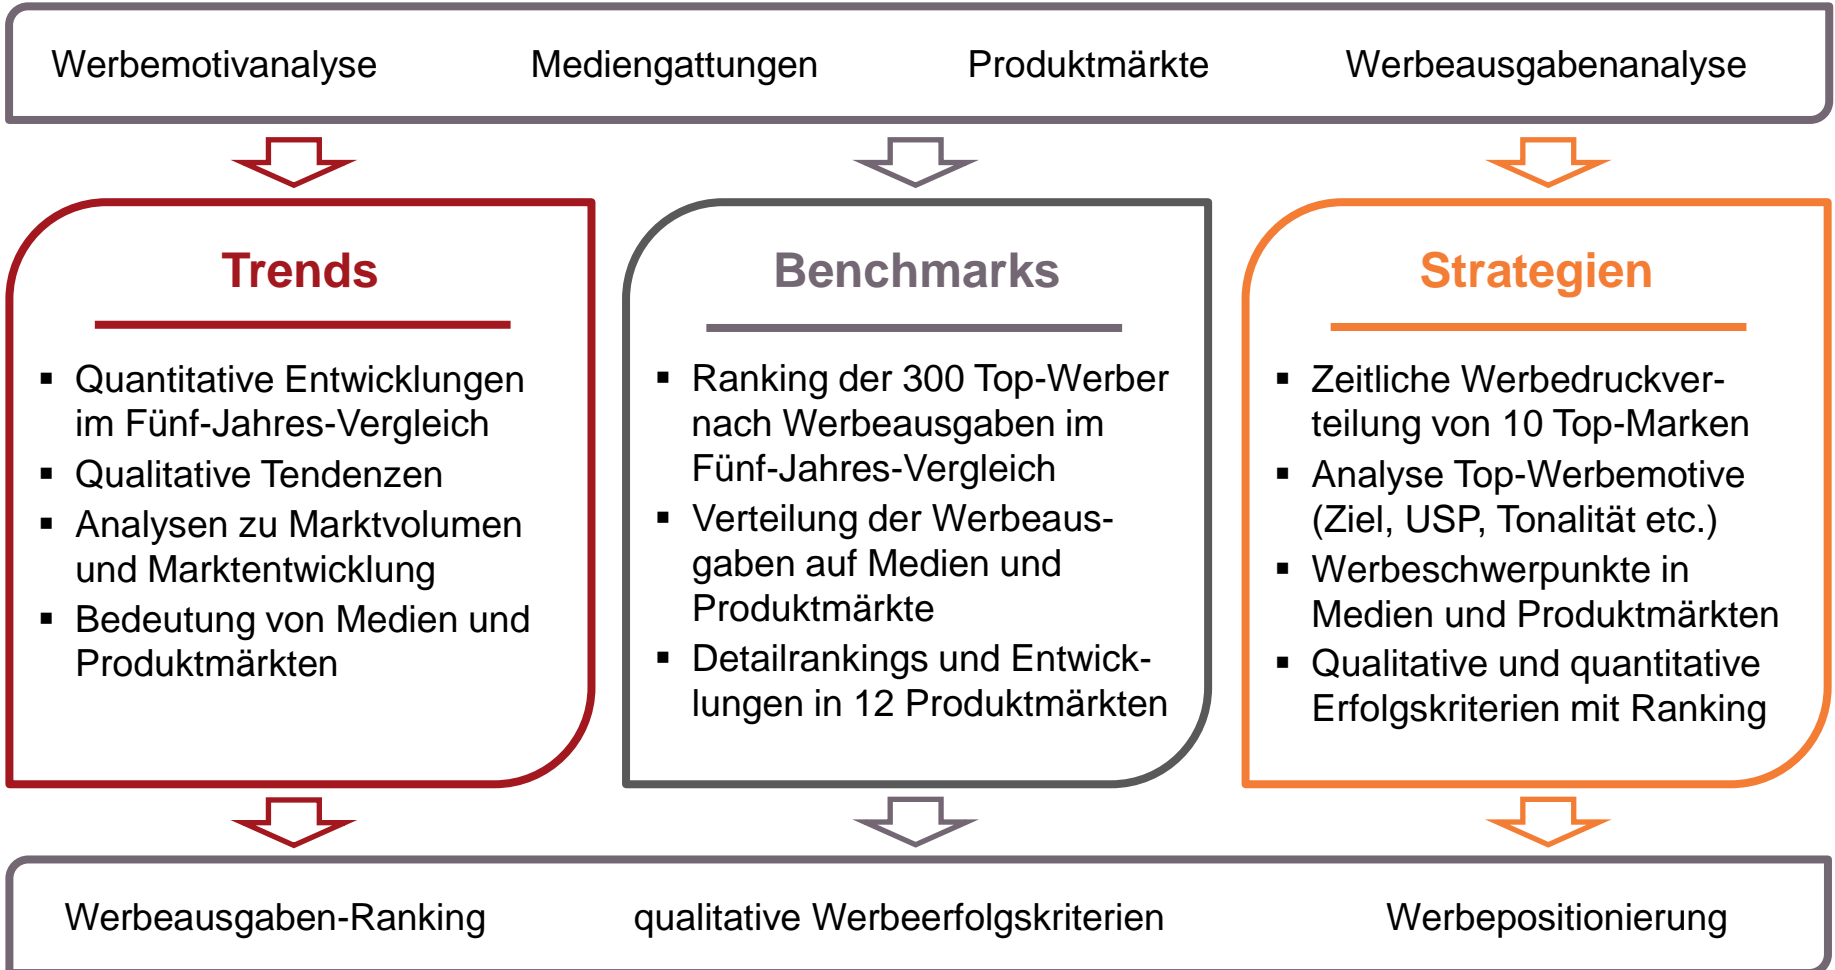 Werbemotivanalyse Mediengattungen Produktmärkte Werbeausgabenanalyse
Trends
▪ Quantitative Entwicklungen
im Fünf-Jahres-Vergleich
▪ Qualitative Tendenzen
▪ Analysen zu Marktvolumen
und Marktentwicklung
▪ Bedeutung von Medien und
Produktmärkten
Benchmarks
▪ Ranking der 300 Top-Werber
nach Werbeausgaben im
Fünf-Jahres-Vergleich
▪ Verteilung der Werbeaus-
gaben auf Medien und
Produktmärkte
▪ Detailrankings und Entwick-
lungen in 12 Produktmärkten
Strategien
▪ Zeitliche Werbedruckver-
teilung von 10 Top-Marken
▪ Analyse Top-Werbemotive
(Ziel, USP, Tonalität etc.)
▪ Werbeschwerpunkte in
Medien und Produktmärkten
▪ Qualitative und quantitative
Erfolgskriterien mit Ranking
Werbeausgaben-Ranking qualitative Werbeerfolgskriterien Werbepositionierung